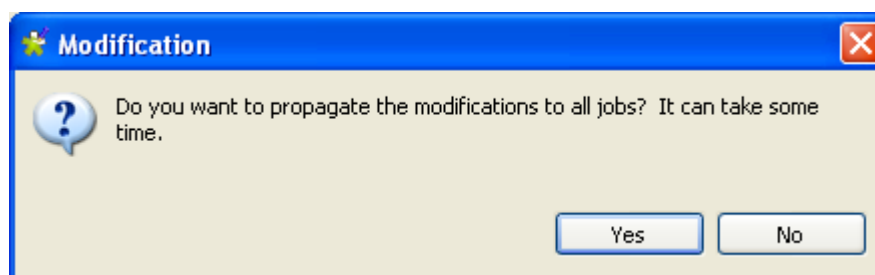 Modification
Do you want to propagate the modifications to all jobs? It can take some
time.
Yes
No